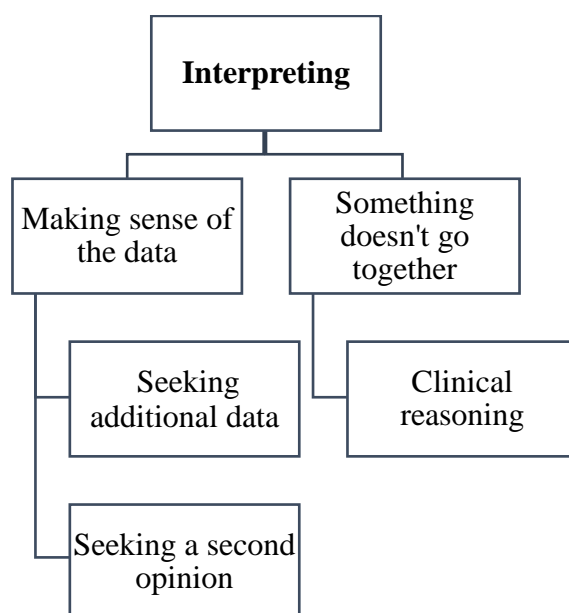 Interpreting
Making sense of
the data
Something
doesn't go
together
Seeking
additional data
Clinical
reasoning
Seeking a second
opinion